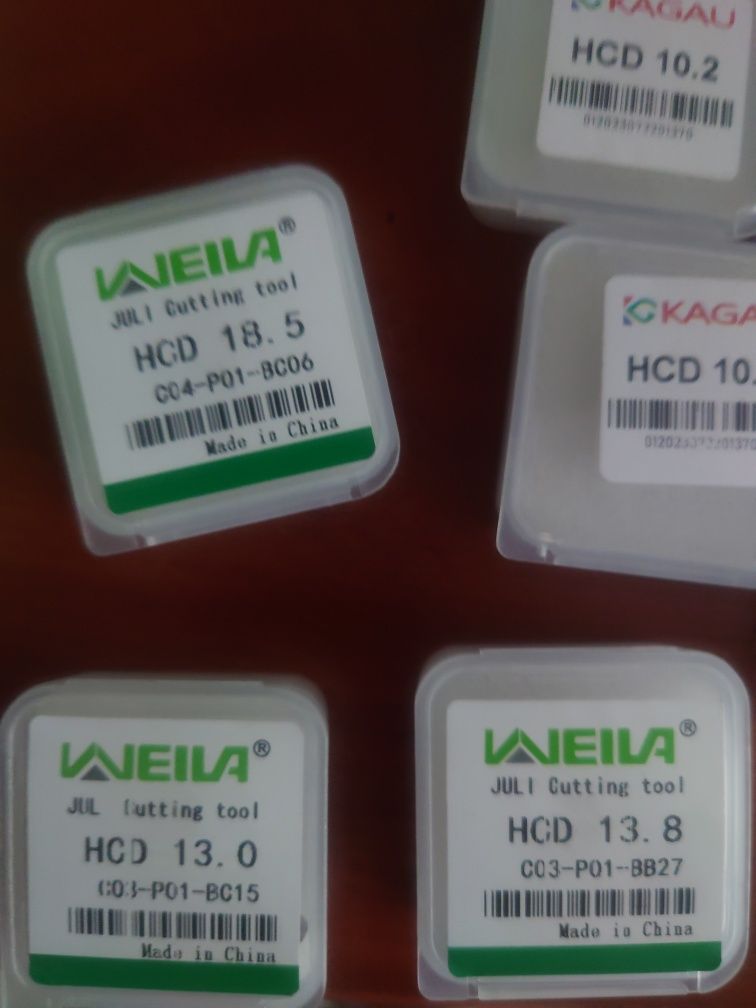 KAGAU
HCD 10.2
WEILA®
JULI Cutting tool
HCD 18.5
C04-P01-BC06
Made in China
KAGA
HCD 10.
WEILA®
JUL Cutting tool
HCD 13.0
C03-P01-BC15
Made in China
WEILA®
JULI Cutting tool
HCD 13.8
C03-P01-BB27
Made in China